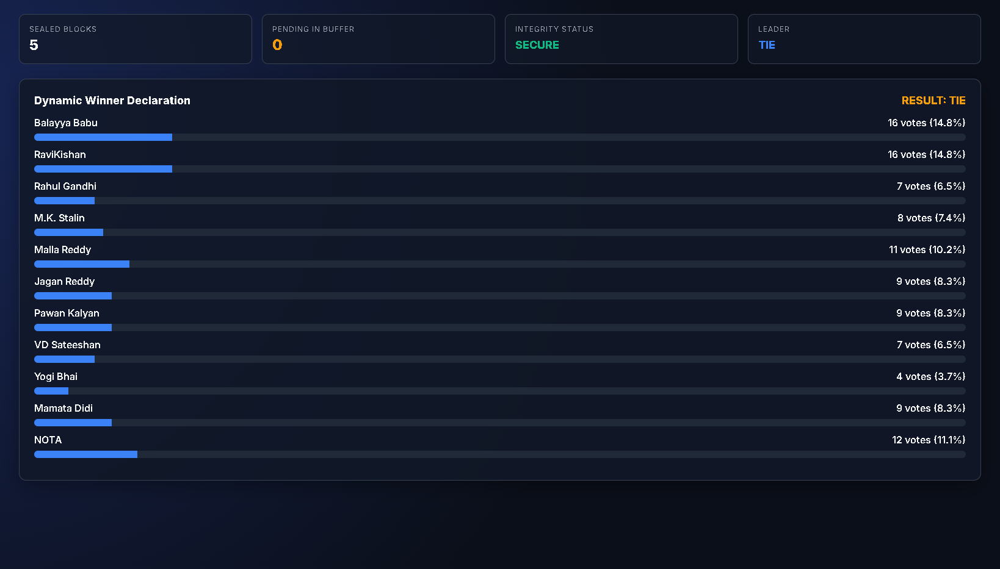 SEALED BLOCKS
5
PENDING IN BUFFER
0
INTEGRITY STATUS
SECURE
LEADER
TIE
Dynamic Winner Declaration
RESULT: TIE
Balayya Babu 16 votes (14.8%)
RaviKishan 16 votes (14.8%)
Rahul Gandhi 7 votes (6.5%)
M.K. Stalin 8 votes (7.4%)
Malla Reddy 11 votes (10.2%)
Jagan Reddy 9 votes (8.3%)
Pawan Kalyan 9 votes (8.3%)
VD Sateeshan 7 votes (6.5%)
Yogi Bhai 4 votes (3.7%)
Mamata Didi 9 votes (8.3%)
NOTA 12 votes (11.1%)